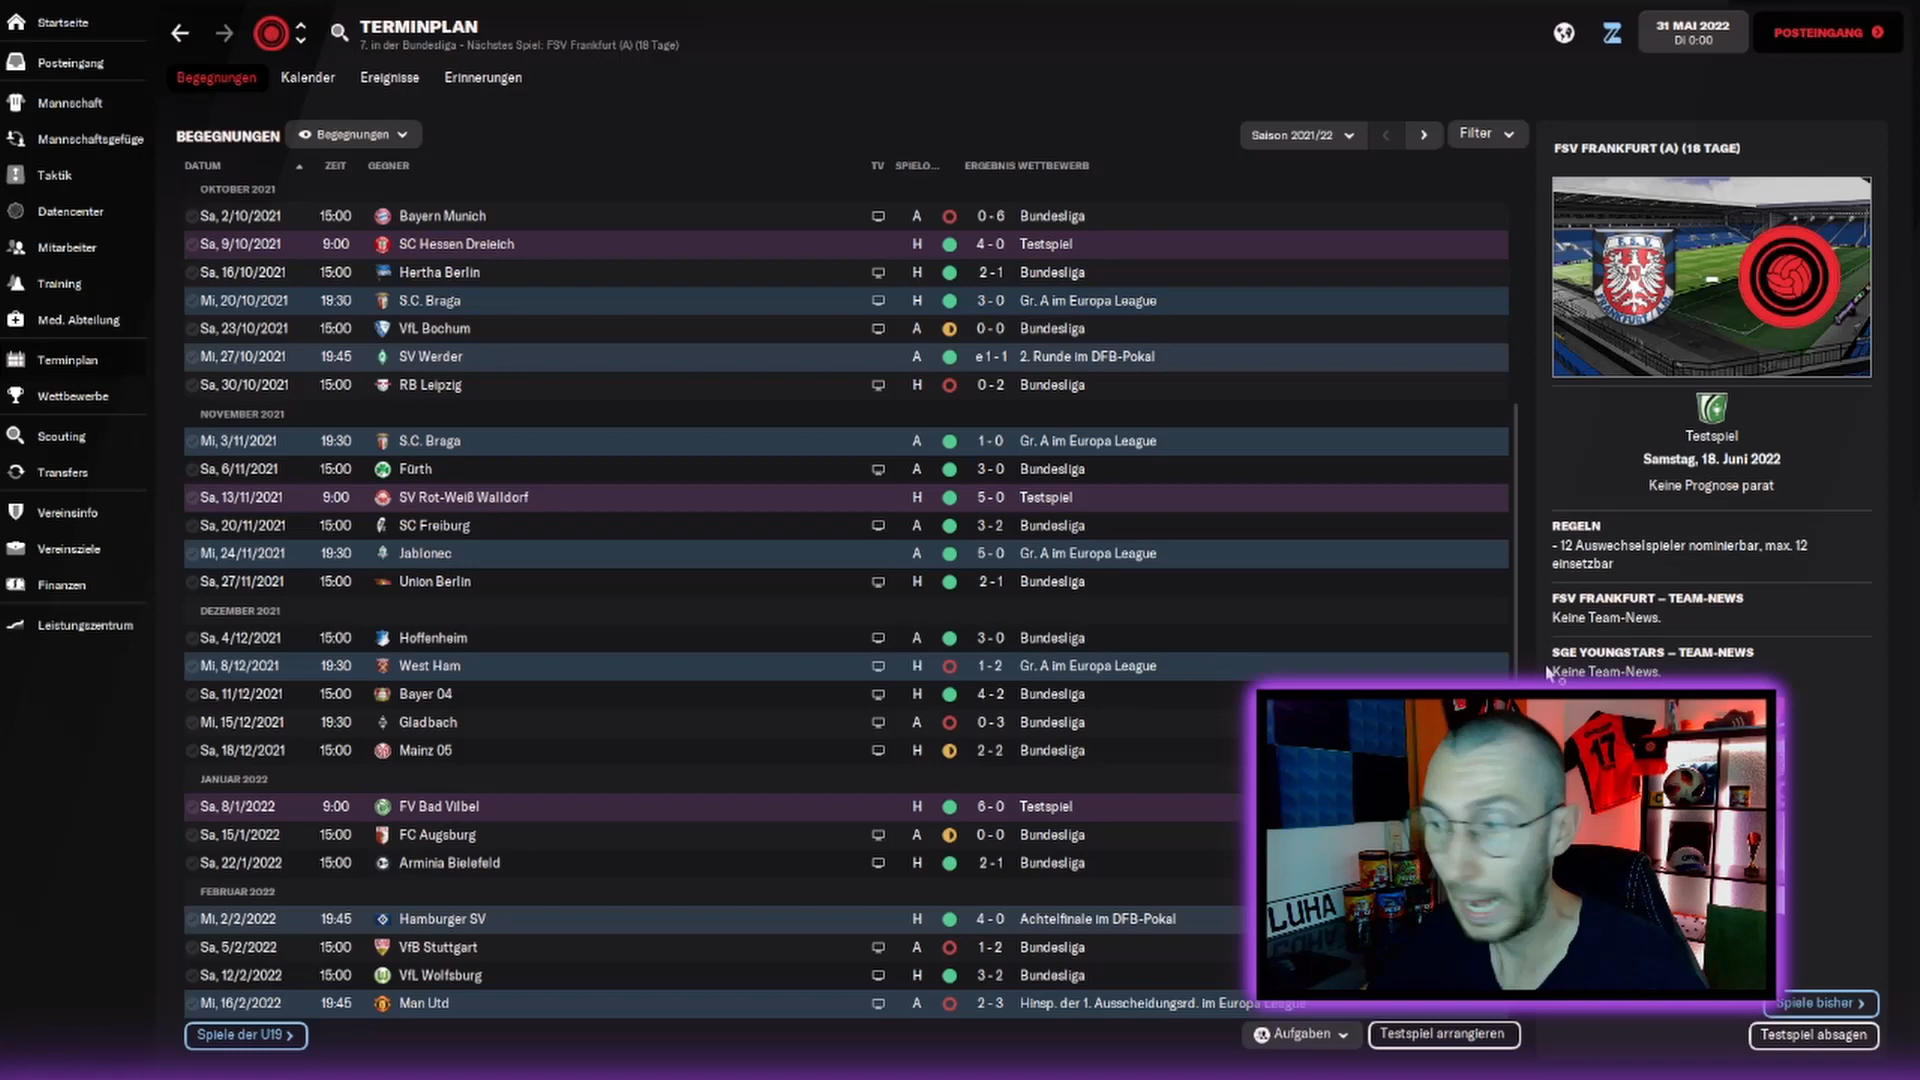 Startseite
Posteingang
Mannschaft
Mannschaftsgefüge
Taktik
Datencenter
Mitarbeiter
Training
Med. Abteilung
Terminplan
Wettbewerbe
Scouting
Transfers
Vereinsinfo
Vereinsziele
Finanzen
Leistungszentrum
TERMINPLAN
7. in der Bundesliga - Nächstes Spiel: FSV Frankfurt (A) (18 Tage)
31 MAI 2022
DI 0:00
POSTEINGANG
Begegnungen Kalender Ereignisse Erinnerungen
BEGEGNUNGEN Begegnungen
Saison 2021/22 Filter
DATUM ZEIT GEGNER TV SPIELO... ERGEBNIS WETTBEWERB
OKTOBER 2021
Sa, 2/10/2021 15:00 Bayern Munich A 0 - 6 Bundesliga
Sa, 9/10/2021 9:00 SC Hessen Dreieich H 4 - 0 Testspiel
Sa, 16/10/2021 15:00 Hertha Berlin H 2 - 1 Bundesliga
Mi, 20/10/2021 19:30 S.C. Braga H 3 - 0 Gr. A im Europa League
Sa, 23/10/2021 15:00 VfL Bochum A 0 - 0 Bundesliga
Mi, 27/10/2021 19:45 SV Werder A e 1 - 1 2. Runde im DFB-Pokal
Sa, 30/10/2021 15:00 RB Leipzig H 0 - 2 Bundesliga
NOVEMBER 2021
Mi, 3/11/2021 19:30 S.C. Braga A 1 - 0 Gr. A im Europa League
Sa, 6/11/2021 15:00 Fürth A 3 - 0 Bundesliga
Sa, 13/11/2021 9:00 SV Rot-Weiß Walldorf H 5 - 0 Testspiel
Sa, 20/11/2021 15:00 SC Freiburg A 3 - 2 Bundesliga
Mi, 24/11/2021 19:30 Jablonec A 5 - 0 Gr. A im Europa League
Sa, 27/11/2021 15:00 Union Berlin H 2 - 1 Bundesliga
DEZEMBER 2021
Sa, 4/12/2021 15:00 Hoffenheim A 3 - 0 Bundesliga
Mi, 8/12/2021 19:30 West Ham H 1 - 2 Gr. A im Europa League
Sa, 11/12/2021 15:00 Bayer 04 H 4 - 2 Bundesliga
Mi, 15/12/2021 19:30 Gladbach A 0 - 3 Bundesliga
Sa, 18/12/2021 15:00 Mainz 05 H 2 - 2 Bundesliga
JANUAR 2022
Sa, 8/1/2022 9:00 FV Bad Vilbel H 6 - 0 Testspiel
Sa, 15/1/2022 15:00 FC Augsburg A 0 - 0 Bundesliga
Sa, 22/1/2022 15:00 Arminia Bielefeld H 2 - 1 Bundesliga
FEBRUAR 2022
Mi, 2/2/2022 19:45 Hamburger SV H 4 - 0 Achtelfinale im DFB-Pokal
Sa, 5/2/2022 15:00 VfB Stuttgart A 1 - 2 Bundesliga
Sa, 12/2/2022 15:00 VfL Wolfsburg H 3 - 2 Bundesliga
Mi, 16/2/2022 19:45 Man Utd A 2 - 3 Hinsp. der 1. Ausscheidungsrd. im Europa League
Spiele der U19
Aufgaben
Testspiel arrangieren
FSV FRANKFURT (A) (18 TAGE)
F.S.V.
FRANKFURT
Testspiel
Samstag, 18. Juni 2022
Keine Prognose parat
REGELN
- 12 Auswechselspieler nominierbar, max. 12
einsetzbar
FSV FRANKFURT – TEAM-NEWS
Keine Team-News.
SGE YOUNGSTARS – TEAM-NEWS
Keine Team-News.
17
LUHA
Spiele bisher
Testspiel absagen